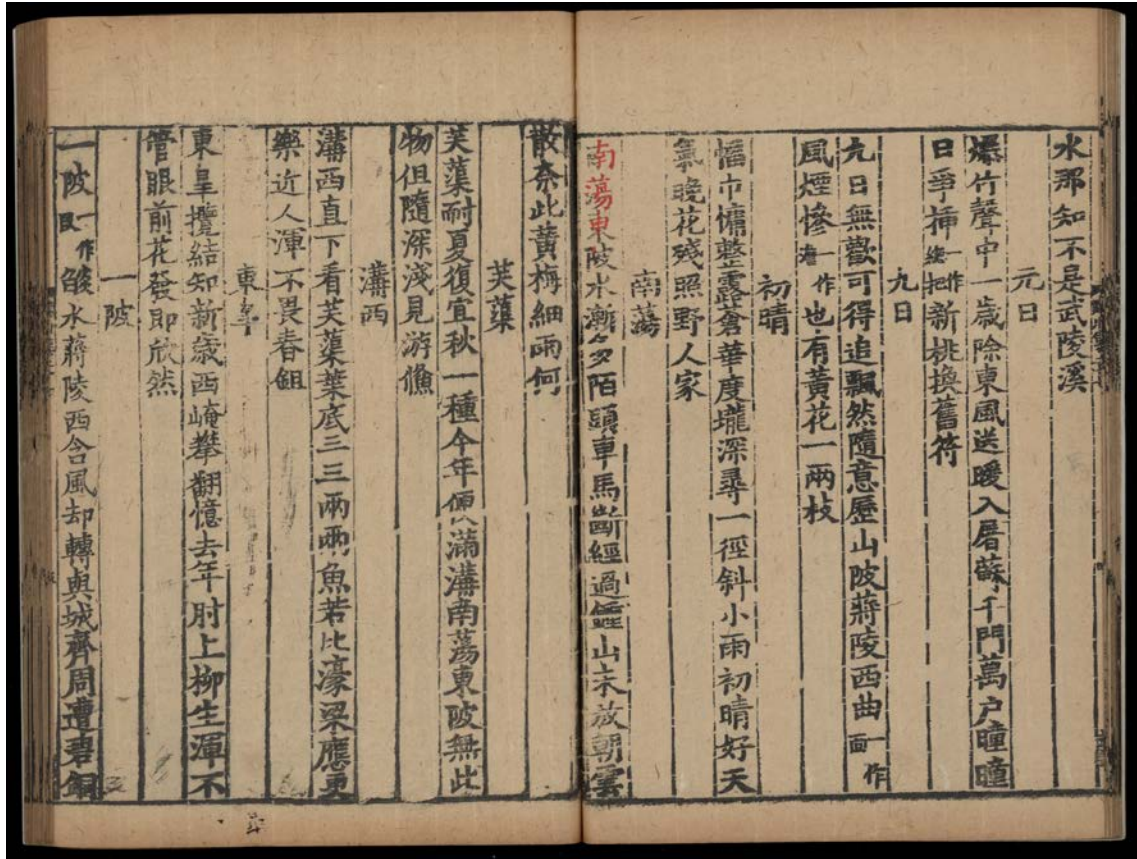 水那知不是武陵溪
元日
爆竹聲中一歲除東風送暖入屠蘇千門萬户曈曈
日爭插一作緫把新桃換舊符
九日
九日無歡可得追飄然隨意歷山陂蔣陵西曲一作面
風煙慘一作也有黃花一兩枝
初晴
幅巾慵整露蒼華度壠深尋一徑斜小雨初晴好天
氣晚花殘照野人家
南蕩
南蕩東陂水漸多陌頭車馬斷經過鍾山未放朝雲
散奈此黃梅細雨何
芙蕖
芙蕖耐夏復宜秋一種今年便滿溝南蕩東陂無此
物但隨深淺見游鯈
溝西
溝西直下看芙蕖葉底三三兩兩魚若比濠梁應更
樂近人渾不畏舂鉏
東皋
東皋攬結知新歲西崦攀翻憶去年肘上柳生渾不
管眼前花發即欣然
一陂
一陂一作段㶑水蔣陵西含風却轉與城齊周遭碧銅